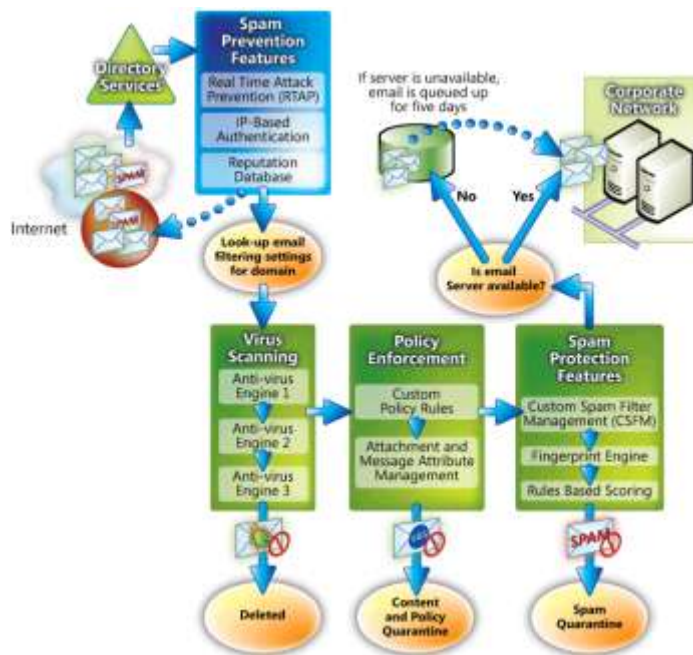 Spam
Prevention
Features
Directory
Services
Real Time Attack
Prevention (RTAP)
IP-Based
Authentication
Reputation
Database
SPAM
SPAM
Internet
If server is unavailable,
email is queued up
for five days
Corporate
Network
No
Yes
Look-up email
filtering settings
for domain
Is email
Server available?
Virus
Scanning
Anti-virus
Engine 1
Anti-virus
Engine 2
Anti-virus
Engine 3
Policy
Enforcement
Custom
Policy Rules
Attachment and
Message Attribute
Management
Spam
Protection
Features
Custom Spam Filter
Management (CSFM)
Fingerprint Engine
Rules Based Scoring
SPAM
Deleted
Content
and Policy
Quarantine
Spam
Quarantine